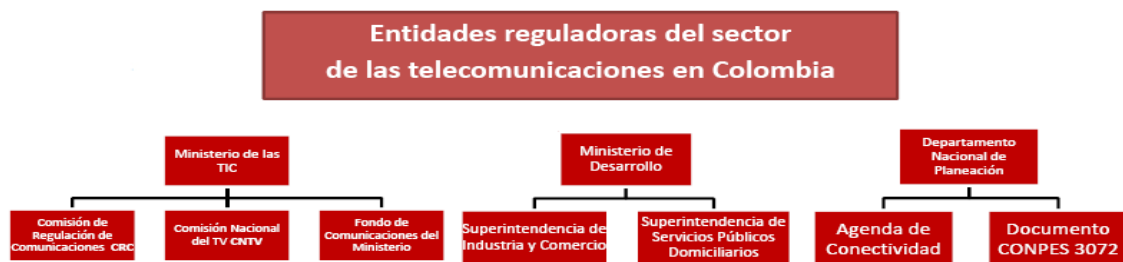 Entidades reguladoras del sector
de las telecomunicaciones en Colombia
Ministerio de las
TIC
Comisión de
Regulación de
Comunicaciones CRC
Comisión Nacional
del TV CNTV
Fondo de
Comunicaciones del
Ministerio
Ministerio de
Desarrollo
Superintendencia de
Industria y Comercio
Superintendencia de
Servicios Públicos
Domiciliarios
Departamento
Nacional de
Planeación
Agenda de
Conectividad
Documento
CONPES 3072